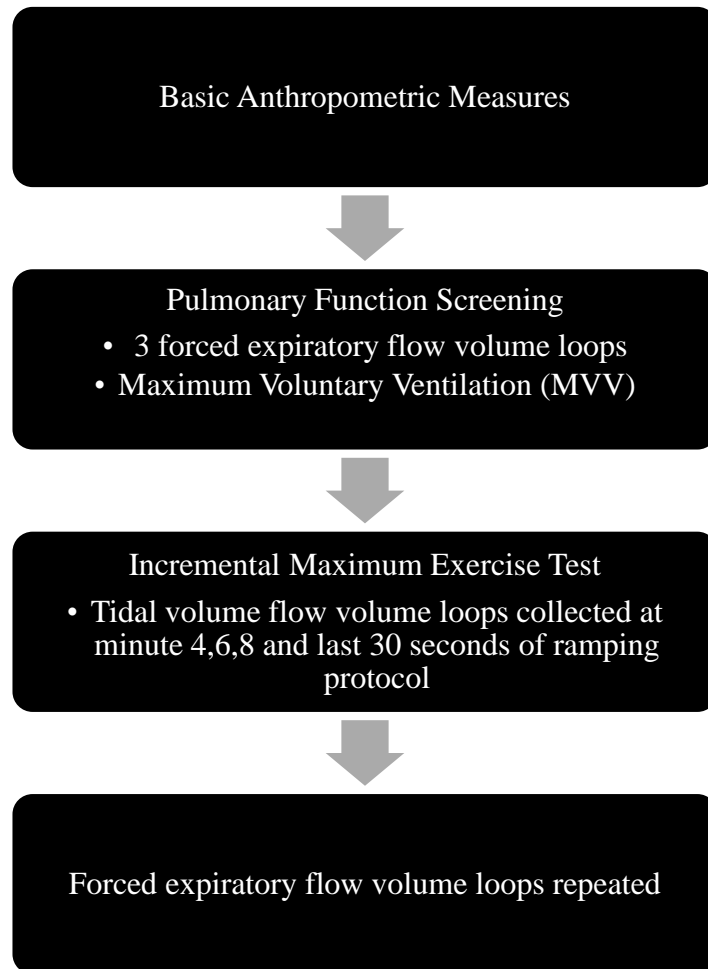 Basic Anthropometric Measures
Pulmonary Function Screening
• 3 forced expiratory flow volume loops
• Maximum Voluntary Ventilation (MVV)
Incremental Maximum Exercise Test
• Tidal volume flow volume loops collected at
minute 4,6,8 and last 30 seconds of ramping
protocol
Forced expiratory flow volume loops repeated